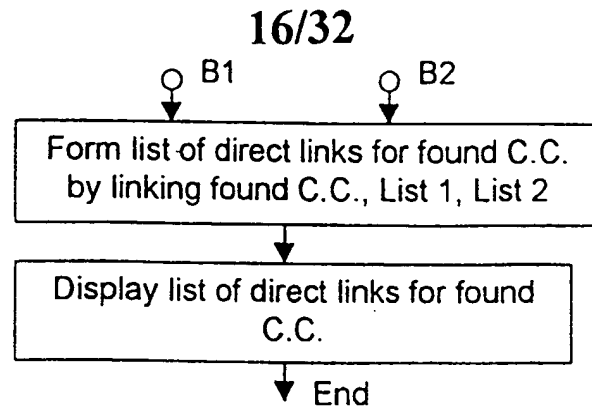 16/32
B1
B2
Form list of direct links for found C.C.
by linking found C.C., List 1, List 2
Display list of direct links for found
C.C.
End